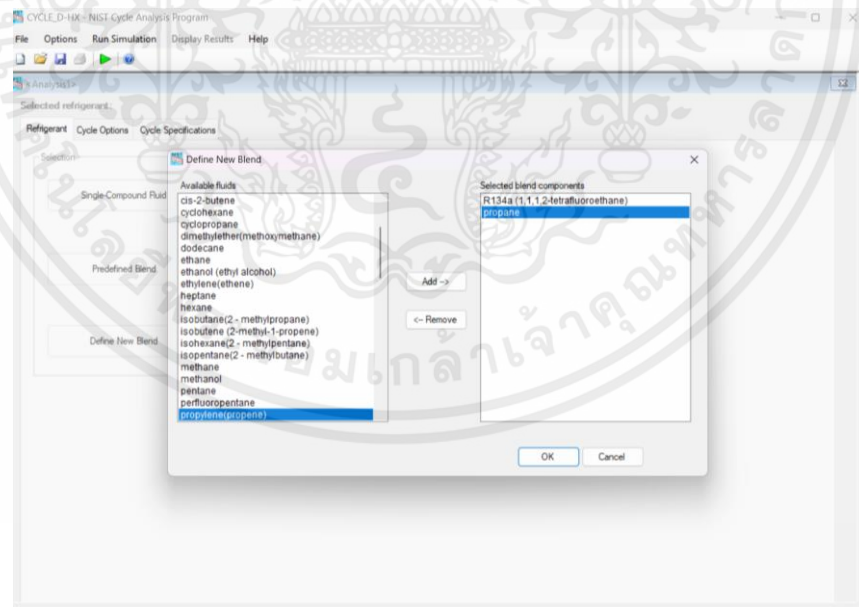 CYCLE_D-HX - NIST Cycle Analysis Program
File Options Run Simulation Display Results Help
<Analysis1>
Selected refrigerant:
Refrigerant Cycle Options Cycle Specifications
Selection
Single-Compound Fluid
Predefined Blend
Define New Blend
Define New Blend
Available fluids
cis-2-butene
cyclohexane
cyclopropane
dimethylether(methoxymethane)
dodecane
ethane
ethanol (ethyl alcohol)
ethylene(ethene)
heptane
hexane
isobutane(2 - methylpropane)
isobutene (2-methyl-1-propene)
isohexane(2 - methylpentane)
isopentane(2 - methylbutane)
methane
methanol
pentane
perfluoropentane
propylene(propene)
Add ->
<- Remove
Selected blend components
R134a (1,1,1,2-tetrafluoroethane)
propane
OK Cancel